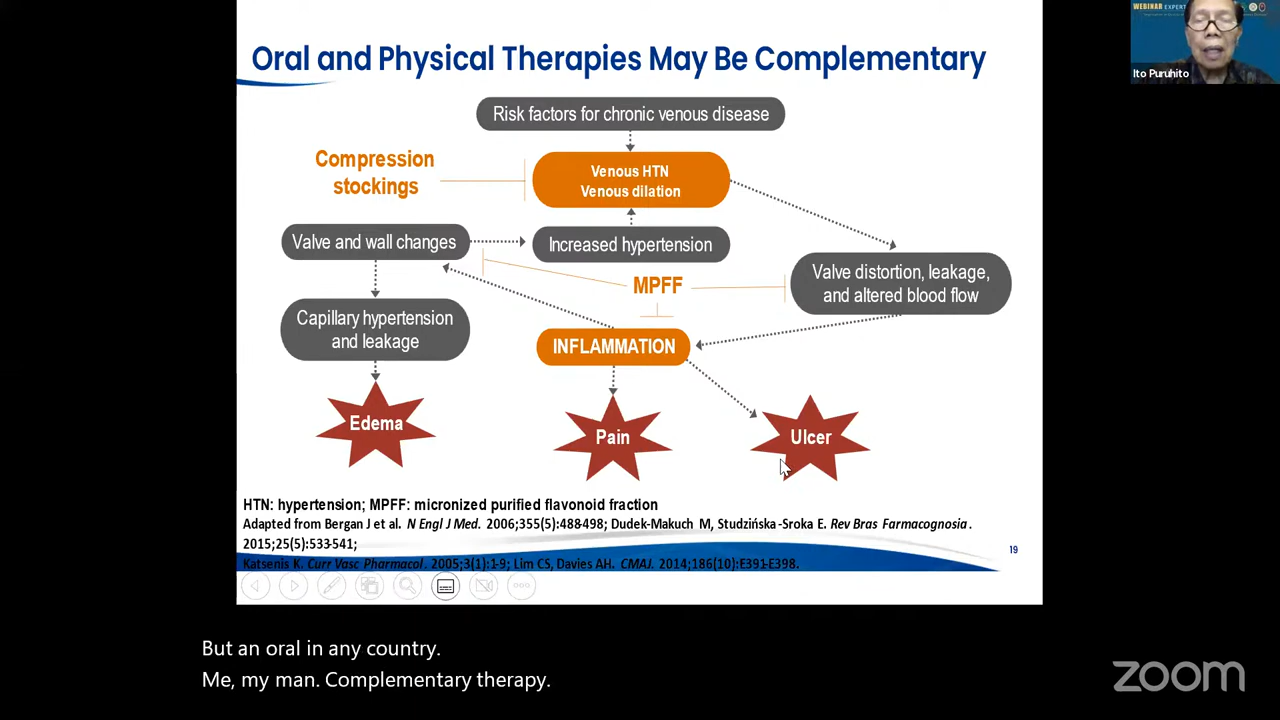 Oral and Physical Therapies May Be Complementary
WEBINAR EXPERT
Ito Puruhito
Risk factors for chronic venous disease
Compression
stockings
Venous HTN
Venous dilation
Valve and wall changes
Increased hypertension
MPFF
Valve distortion, leakage,
and altered blood flow
Capillary hypertension
and leakage
INFLAMMATION
Edema
Pain
Ulcer
HTN: hypertension; MPFF: micronized purified flavonoid fraction
Adapted from Bergan J et al. N Engl J Med. 2006;355(5):488-498; Dudek-Makuch M, Studzińska-Sroka E. Rev Bras Farmacognosia.
2015;25(5):533-541;
Katsenis K. Curr Vasc Pharmacol. 2005;3(1):1-9; Lim CS, Davies AH. CMAJ. 2014;186(10):E391-E398.
19
But an oral in any country.
Me, my man. Complementary therapy.
zoom